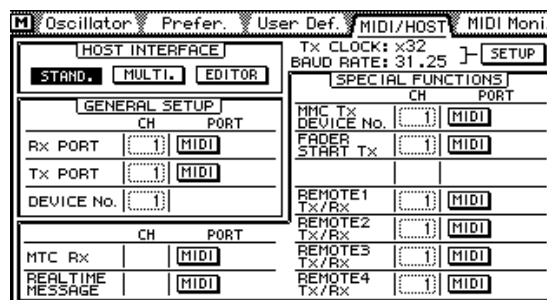 M Oscillator Prefer. User Def. MIDI/HOST MIDI Moni
HOST INTERFACE
STAND. MULTI. EDITOR
Tx CLOCK: x32
BAUD RATE: 31.25
SETUP
GENERAL SETUP
CH PORT
Rx PORT 1 MIDI
Tx PORT 1 MIDI
DEVICE No. 1
CH PORT
MTC Rx MIDI
REALTIME
MESSAGE MIDI
SPECIAL FUNCTIONS
CH PORT
MMC Tx
DEVICE No. 1 MIDI
FADER
START Tx 1 MIDI
REMOTE1
Tx/Rx 1 MIDI
REMOTE2
Tx/Rx 1 MIDI
REMOTE3
Tx/Rx 1 MIDI
REMOTE4
Tx/Rx 1 MIDI